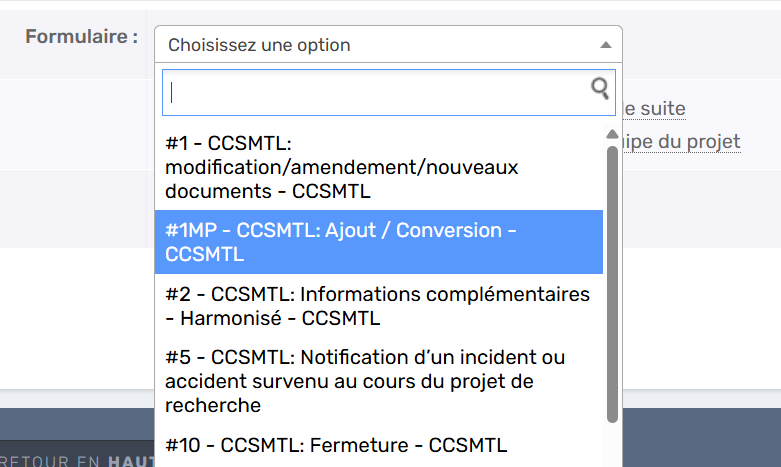 Formulaire :
Choisissez une option
e suite
ipe du projet
#1 - CCSMTL:
modification/amendement/nouveaux
documents - CCSMTL
#1MP - CCSMTL: Ajout / Conversion -
CCSMTL
#2 - CCSMTL: Informations complémentaires
- Harmonisé - CCSMTL
#5 - CCSMTL: Notification d’un incident ou
accident survenu au cours du projet de
recherche
#10 - CCSMTL: Fermeture - CCSMTL
RETOUR EN HAUT